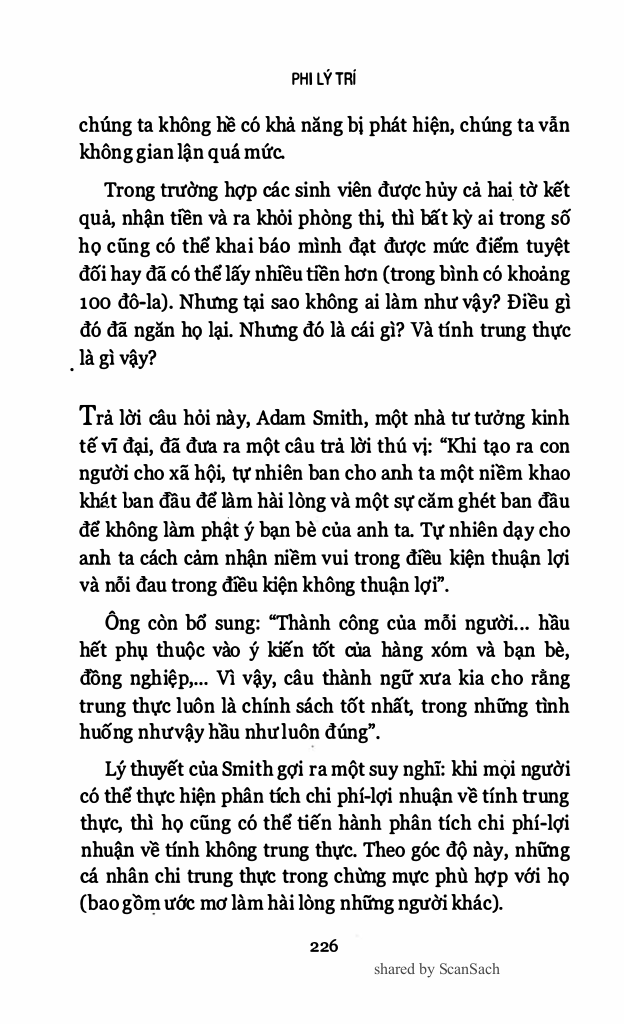 PHI LÝ TRÍ
chúng ta không hề có khả năng bị phát hiện, chúng ta vẫn
không gian lận quá mức.
Trong trường hợp các sinh viên được hủy cả hai tờ kết
quả, nhận tiền và ra khỏi phòng thi, thì bất kỳ ai trong số
họ cũng có thể khai báo mình đạt được mức điểm tuyệt
đối hay đã có thể lấy nhiều tiền hơn (trong bình có khoảng
100 đô-la). Nhưng tại sao không ai làm như vậy? Điều gì
đó đã ngăn họ lại. Nhưng đó là cái gì? Và tính trung thực
là gì vậy?
Trả lời câu hỏi này, Adam Smith, một nhà tư tưởng kinh
tế vĩ đại, đã đưa ra một câu trả lời thú vị: “Khi tạo ra con
người cho xã hội, tự nhiên ban cho anh ta một niềm khao
khát ban đầu để làm hài lòng và một sự căm ghét ban đầu
để không làm phật ý bạn bè của anh ta. Tự nhiên dạy cho
anh ta cách cảm nhận niềm vui trong điều kiện thuận lợi
và nỗi đau trong điều kiện không thuận lợi”.
Ông còn bổ sung: “Thành công của mỗi người... hầu
hết phụ thuộc vào ý kiến tốt của hàng xóm và bạn bè,
đồng nghiệp,... Vì vậy, câu thành ngữ xưa kia cho rằng
trung thực luôn là chính sách tốt nhất, trong những tình
huống như vậy hầu như luôn đúng”.
Lý thuyết của Smith gợi ra một suy nghĩ: khi mọi người
có thể thực hiện phân tích chi phí-lợi nhuận về tính trung
thực, thì họ cũng có thể tiến hành phân tích chi phí-lợi
nhuận về tính không trung thực. Theo góc độ này, những
cá nhân chỉ trung thực trong chừng mực phù hợp với họ
(bao gồm ước mơ làm hài lòng những người khác).
226
shared by ScanSach